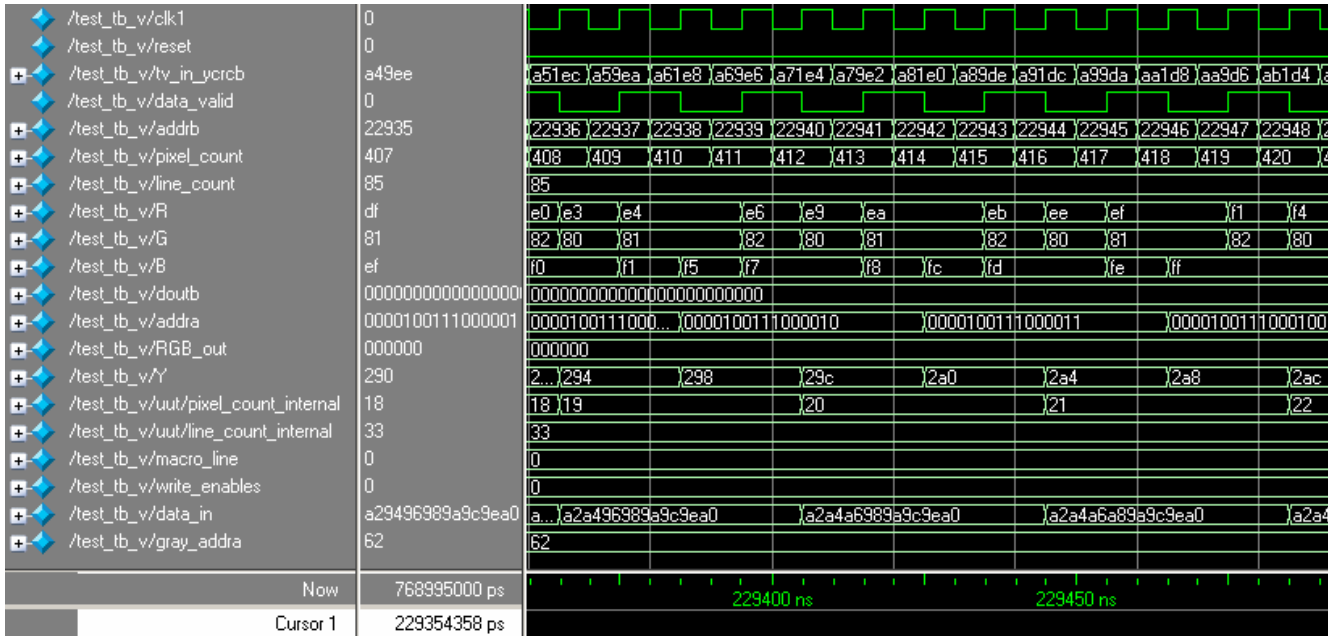 /test_tb_v/clk1 0
/test_tb_v/reset 0
/test_tb_v/tv_in_ycrcb a49ee a51ec a59ea a61e8 a69e6 a71e4 a79e2 a81e0 a89de a91dc a99da aa1d8 aa9d6 ab1d4
/test_tb_v/data_valid 0
/test_tb_v/addrb 22935 22936 22937 22938 22939 22940 22941 22942 22943 22944 22945 22946 22947 22948
/test_tb_v/pixel_count 407 408 409 410 411 412 413 414 415 416 417 418 419 420 4
/test_tb_v/line_count 85 85
/test_tb_v/R df e0 e3 e4 e6 e9 ea eb ee ef f1 f4
/test_tb_v/G 81 82 80 81 82 80 81 82 80 81 82 80
/test_tb_v/B ef f0 f1 f5 f7 f8 fc fd fe ff
/test_tb_v/doutb 00000000000000000 000000000000000000000000
/test_tb_v/addra 0000100111000001 0000100111000... 0000100111000010 0000100111000011 0000100111000100
/test_tb_v/RGB_out 000000 000000
/test_tb_v/Y 290 2... 294 298 29c 2a0 2a4 2a8 2ac
/test_tb_v/uut/pixel_count_internal 18 18 19 20 21 22
/test_tb_v/uut/line_count_internal 33 33
/test_tb_v/macro_line 0 0
/test_tb_v/write_enables 0 0
/test_tb_v/data_in a29496989a9c9ea0 a... a2a496989a9c9ea0 a2a4a6989a9c9ea0 a2a4a6a89a9c9ea0 a2a4
/test_tb_v/gray_addra 62 62
Now 768995000 ps 229400 ns 229450 ns
Cursor 1 229354358 ps